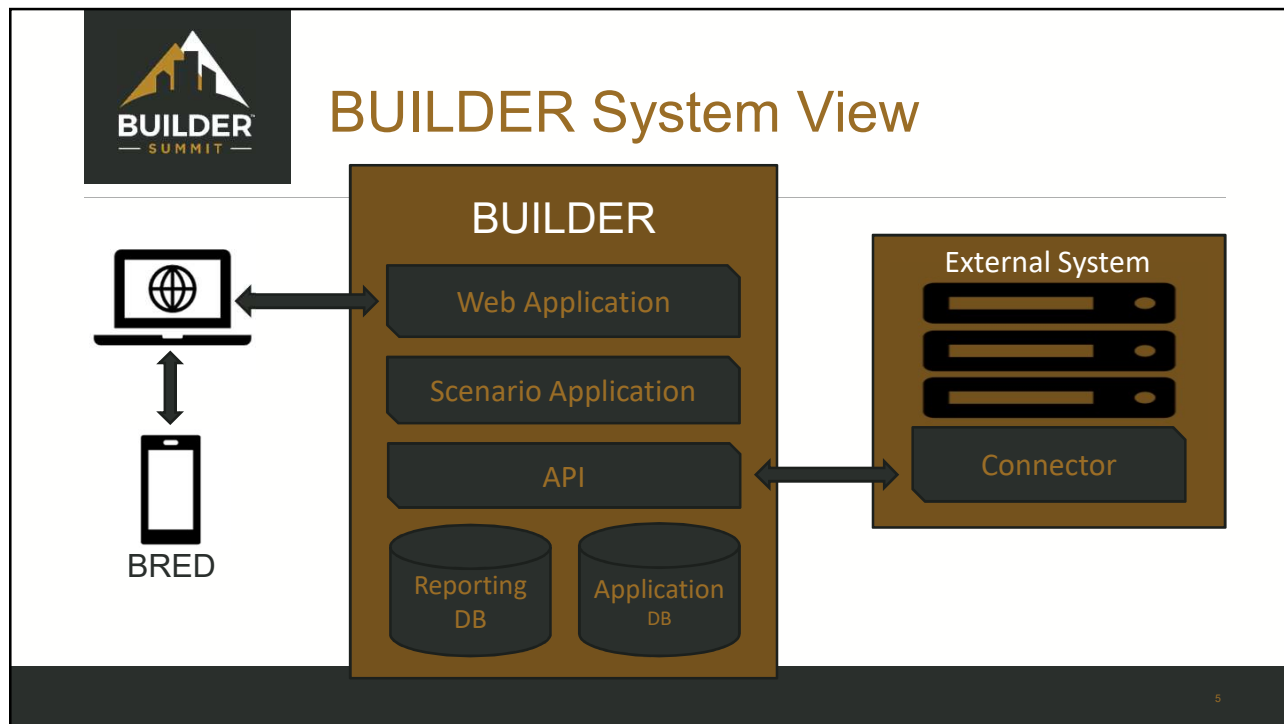 BUILDER™
SUMMIT
BUILDER System View
BUILDER
Web Application
Scenario Application
API
Reporting
DB
Application
DB
BRED
External System
Connector
5